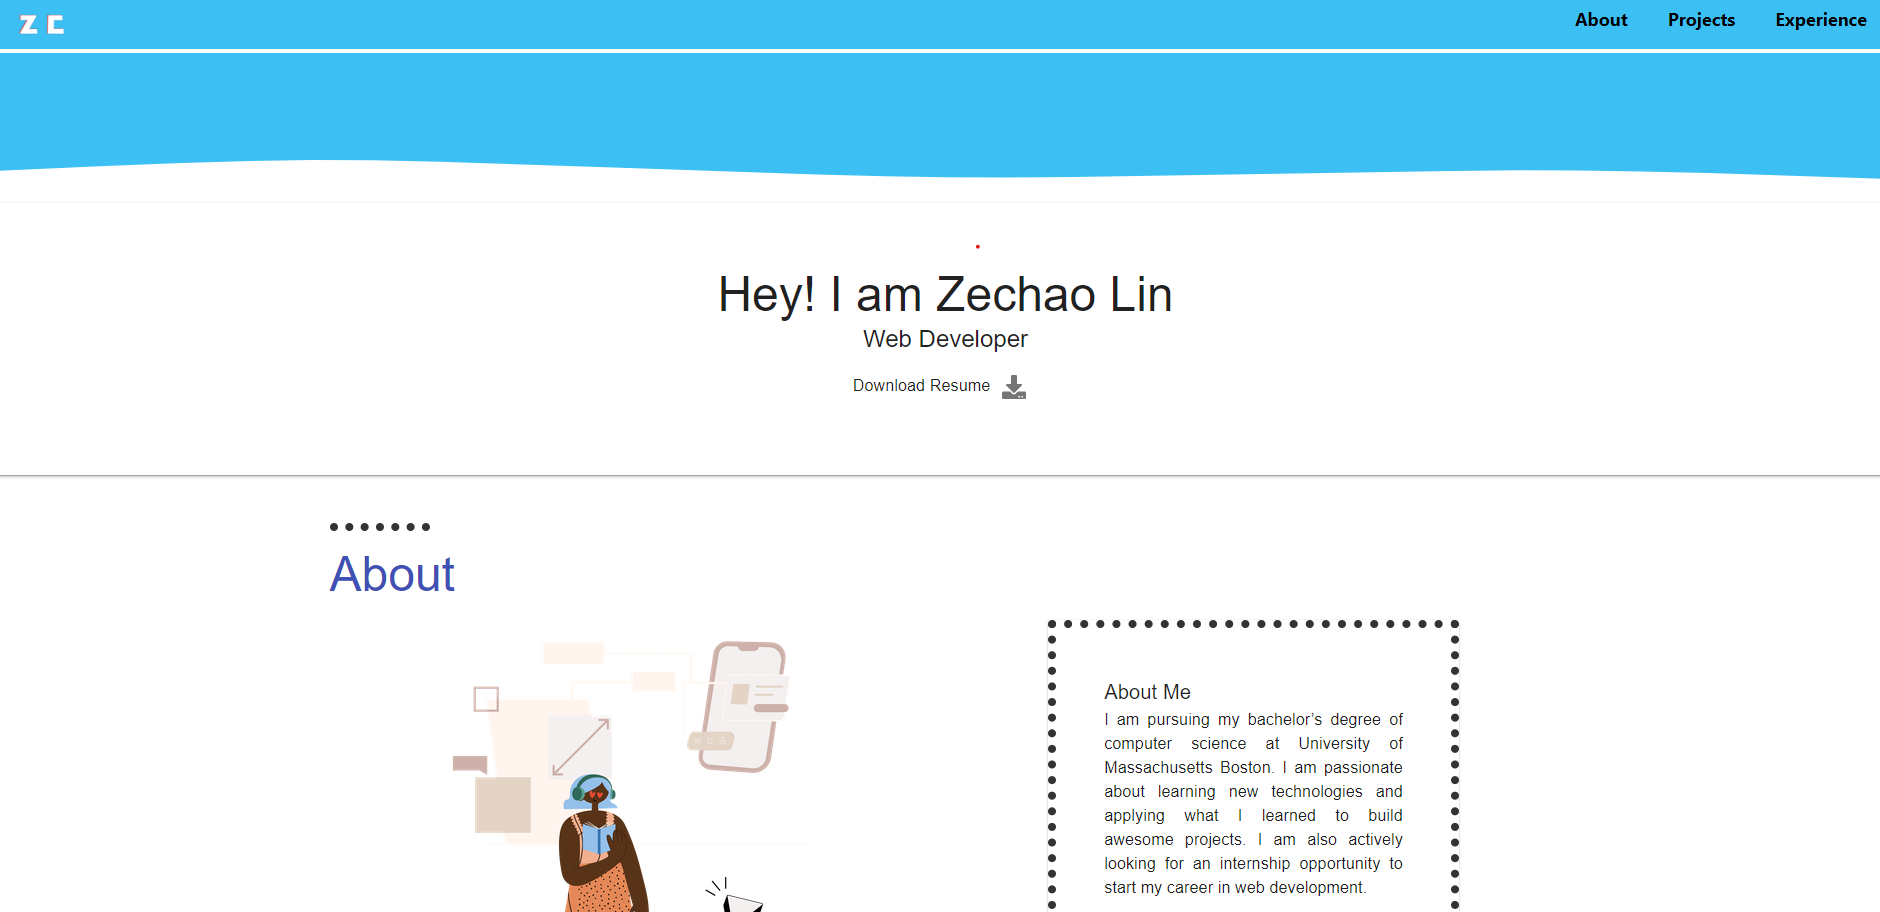 Z C
About
Projects
Experience
Hey! I am Zechao Lin
Web Developer
Download Resume
About
About Me
I am pursuing my bachelor’s degree of
computer science at University of
Massachusetts Boston. I am passionate
about learning new technologies and
applying what I learned to build
awesome projects. I am also actively
looking for an internship opportunity to
start my career in web development.